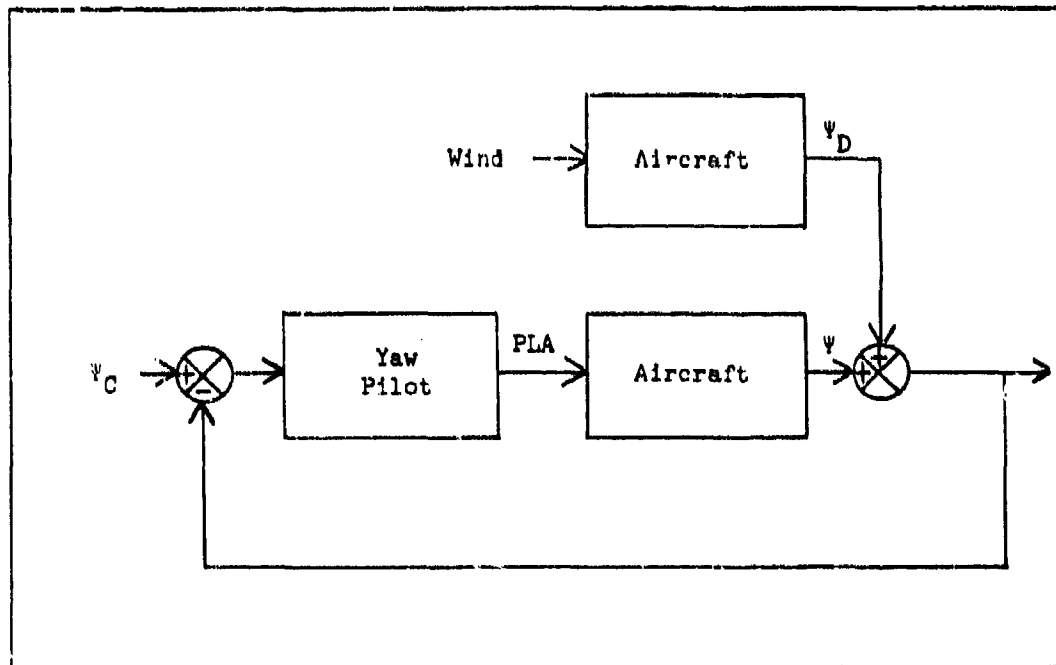 Ψ_D
Wind
Aircraft
Yaw
Pilot
PLA
Aircraft
Ψ
Ψ_C
+
-
+
+